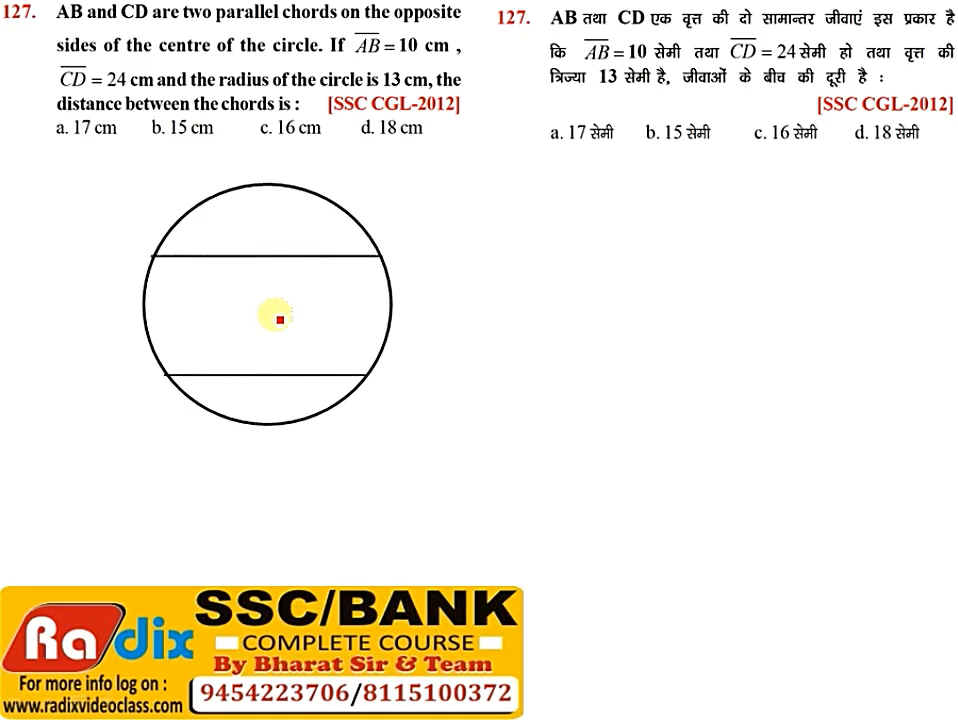 127. AB and CD are two parallel chords on the opposite
sides of the centre of the circle. If AB = 10 cm ,
CD = 24 cm and the radius of the circle is 13 cm, the
distance between the chords is : [SSC CGL-2012]
a. 17 cm b. 15 cm c. 16 cm d. 18 cm
127. AB तथा CD एक वृत्त की दो सामान्तर जीवाएं इस प्रकार है
कि AB = 10 सेमी तथा CD = 24 सेमी हो तथा वृत्त की
त्रिज्या 13 सेमी है, जीवाओं के बीच की दूरी है :
[SSC CGL-2012]
a. 17 सेमी b. 15 सेमी c. 16 सेमी d. 18 सेमी
Radix
SSC/BANK
COMPLETE COURSE
By Bharat Sir & Team
For more info log on :
www.radixvideoclass.com
9454223706/8115100372